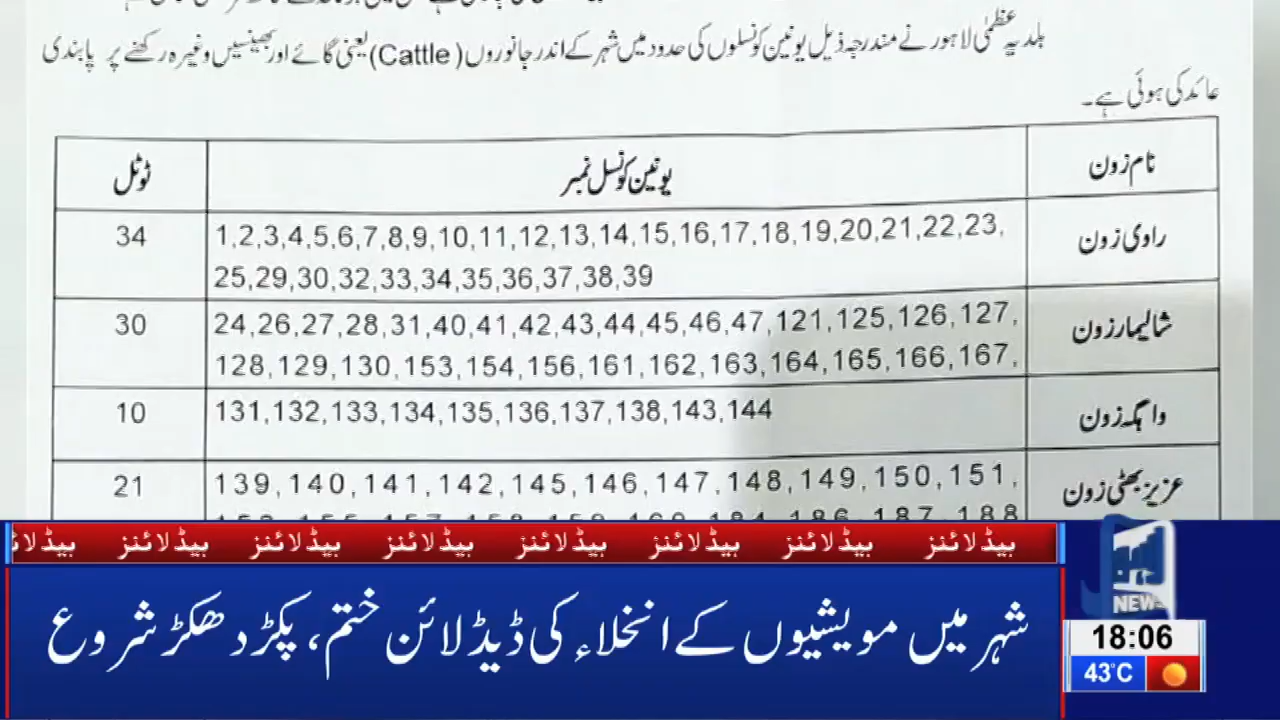 بلدیہ عظمیٰ لاہور نے مندرجہ ذیل یونین کونسلوں کی حدود میں شہر کے اندر جانوروں (Cattle) یعنی گائے اور بھینسیں وغیرہ رکھنے پر پابندی
عائد کی ہوئی ہے۔
نام زون یونین کونسل نمبر ٹوٹل
راوی زون 1,2,3,4,5,6,7,8,9,10,11,12,13,14,15,16,17,18,19,20,21,22,23, 34
25,29,30,32,33,34,35,36,37,38,39
شالیمار زون 24,26,27,28,31,40,41,42,43,44,45,46,47,121,125,126,127, 30
128,129,130,153,154,156,161,162,163,164,165,166,167,
واہگہ زون 131,132,133,134,135,136,137,138,143,144 10
عزیز بھٹی زون 139,140,141,142,145,146,147,148,149,150,151, 21
ہیڈلائنز ہیڈلائنز ہیڈلائنز ہیڈلائنز ہیڈلائنز ہیڈلائنز ہیڈلائنز ہیڈلائنز
شہر میں مویشیوں کے انخلاء کی ڈیڈلائن ختم، پکڑ دھکڑ شروع
NEWS
18:06
43°C